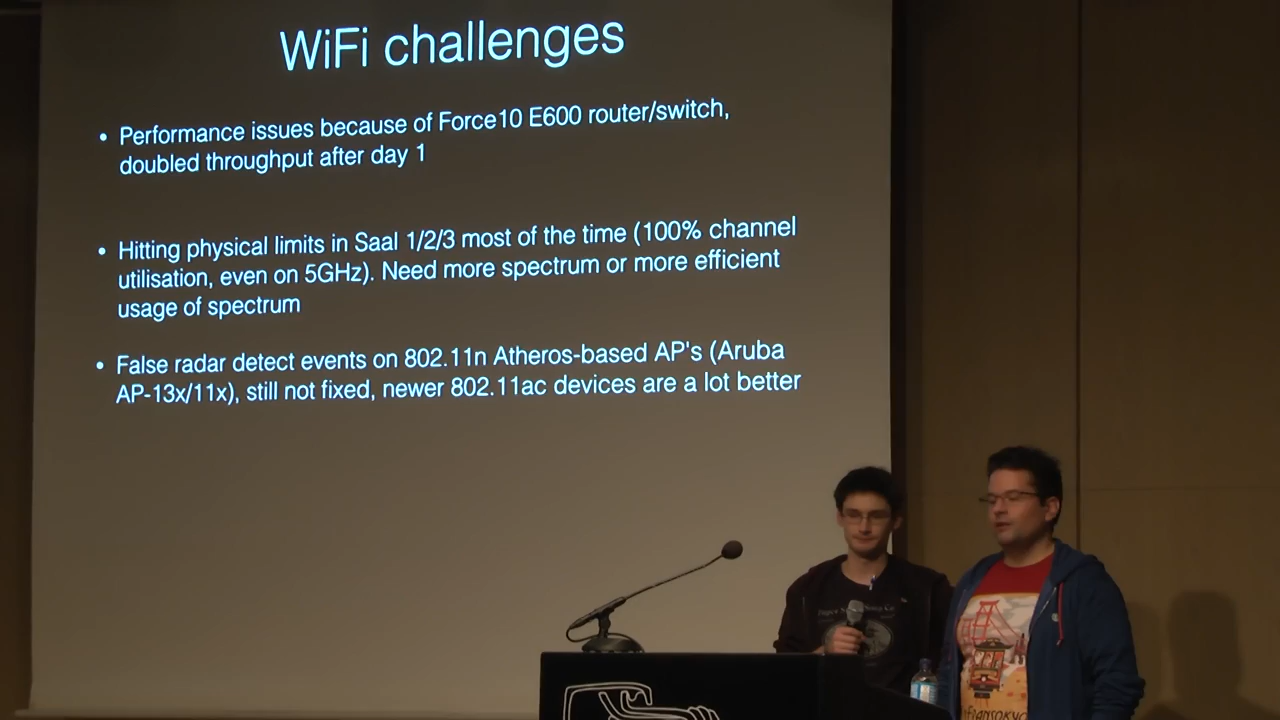 WiFi challenges
• Performance issues because of Force10 E600 router/switch,
doubled throughput after day 1
• Hitting physical limits in Saal 1/2/3 most of the time (100% channel
utilisation, even on 5GHz). Need more spectrum or more efficient
usage of spectrum
• False radar detect events on 802.11n Atheros-based AP's (Aruba
AP-13x/11x), still not fixed, newer 802.11ac devices are a lot better